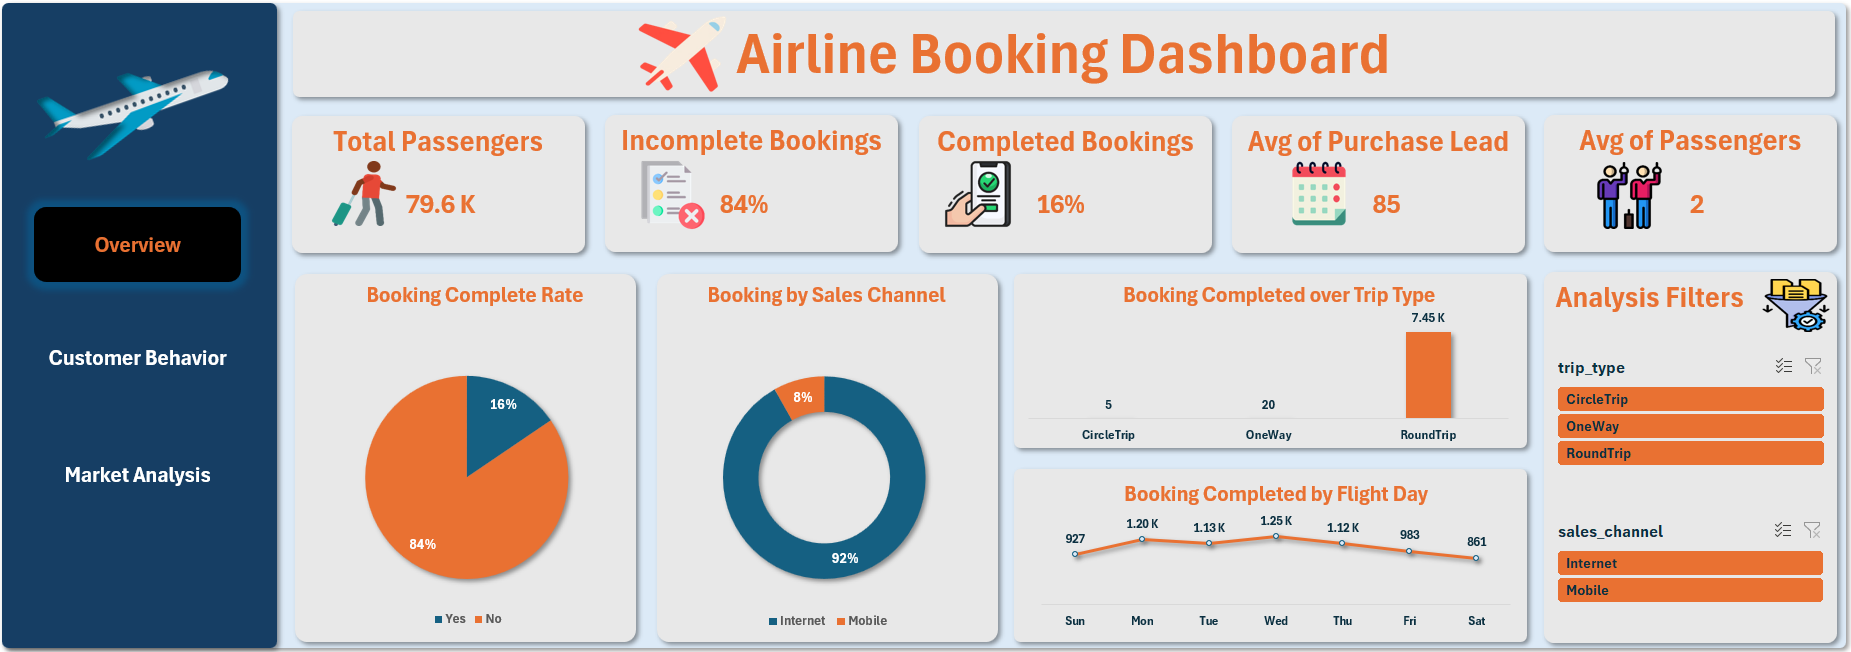 Airline Booking Dashboard
Overview
Customer Behavior
Market Analysis
Total Passengers
79.6 K
Incomplete Bookings
84%
Completed Bookings
16%
Avg of Purchase Lead
85
Avg of Passengers
2
Booking Complete Rate
16%
84%
Yes No
Booking by Sales Channel
8%
92%
Internet Mobile
Booking Completed over Trip Type
7.45 K
5 20
CircleTrip OneWay RoundTrip
Booking Completed by Flight Day
927 1.20 K 1.13 K 1.25 K 1.12 K 983 861
Sun Mon Tue Wed Thu Fri Sat
Analysis Filters
trip_type
CircleTrip
OneWay
RoundTrip
sales_channel
Internet
Mobile